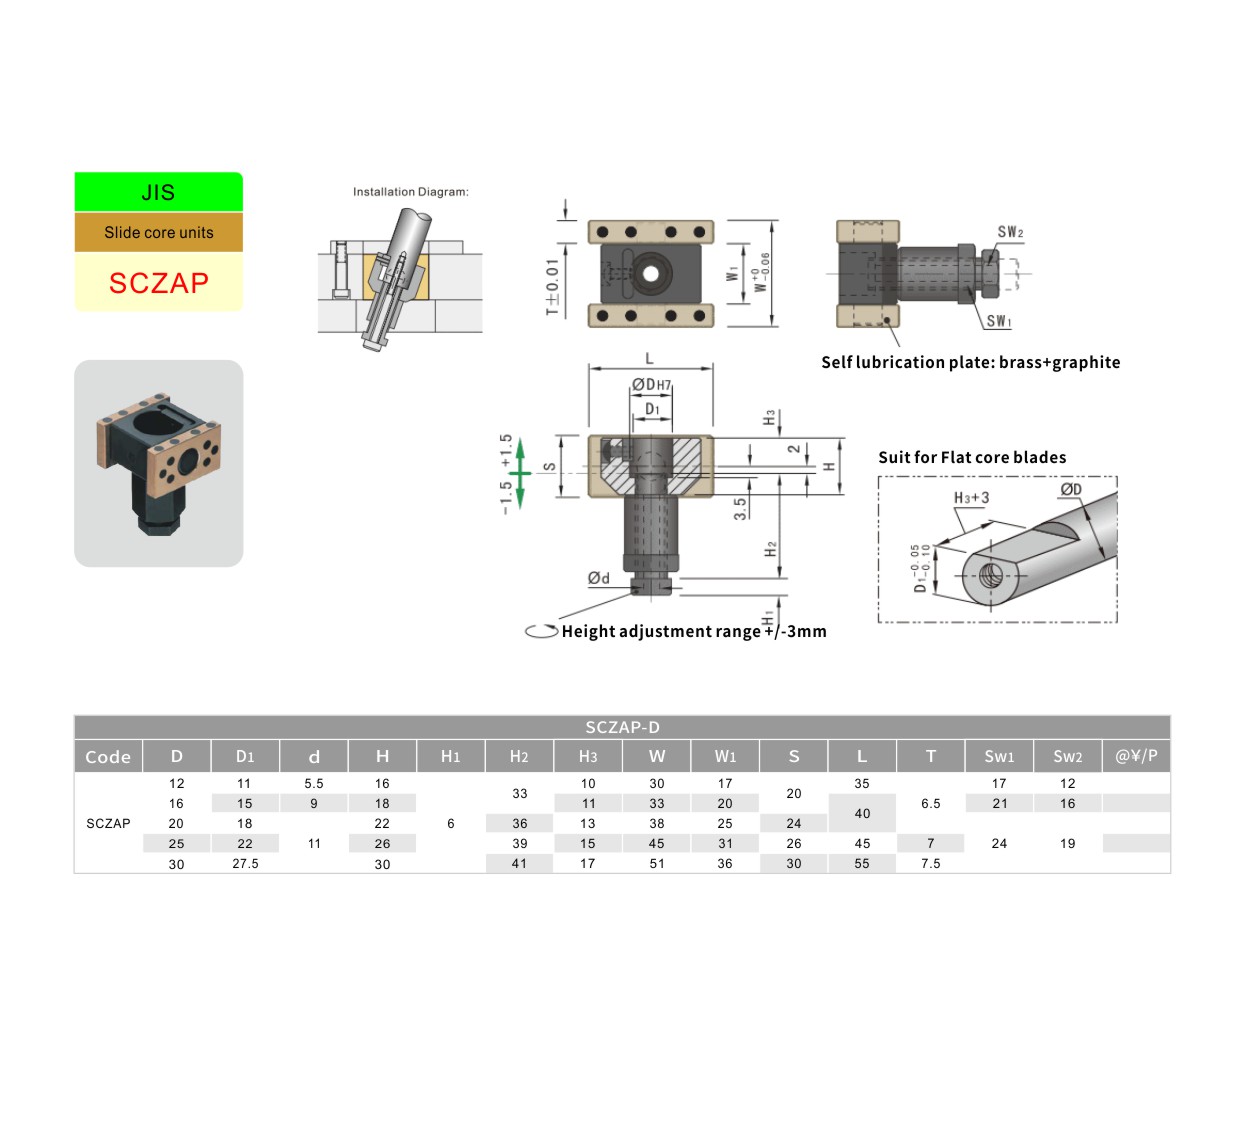 JIS
Slide core units
SCZAP
Installation Diagram:
T±0.01
W1
W+0-0.06
SW2
SW1
Self lubrication plate: brass+graphite
L
ØDH7
D1
H3
+1.5
-1.5
S
2
H
3.5
H2
Ød
H1
Height adjustment range +/-3mm
Suit for Flat core blades
H3+3
ØD
D1-0.05-0.10
SCZAP-D
Code D D1 d H H1 H2 H3 W W1 S L T Sw1 Sw2 @¥/P
12 11 5.5 16 10 30 17 35 17 12
33 20
16 15 9 18 11 33 20 6.5 21 16
40
SCZAP 20 18 22 6 36 13 38 25 24
25 22 11 26 39 15 45 31 26 45 7 24 19
30 27.5 30 41 17 51 36 30 55 7.5